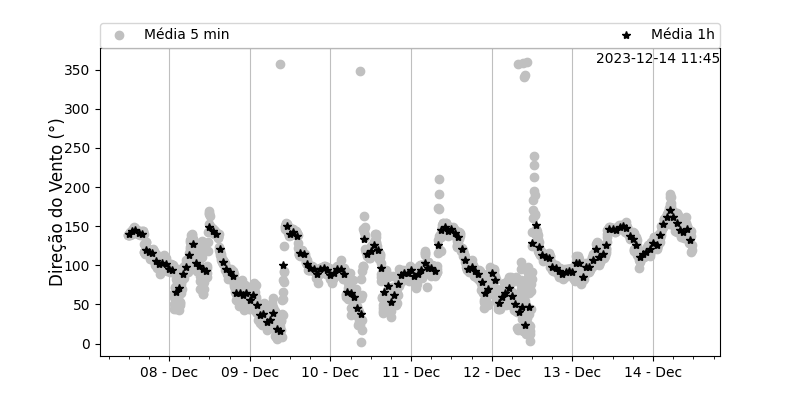 Média 5 min
Média 1h
2023-12-14 11:45
Direção do Vento (°)
350
300
250
200
150
100
50
0
08 - Dec
09 - Dec
10 - Dec
11 - Dec
12 - Dec
13 - Dec
14 - Dec